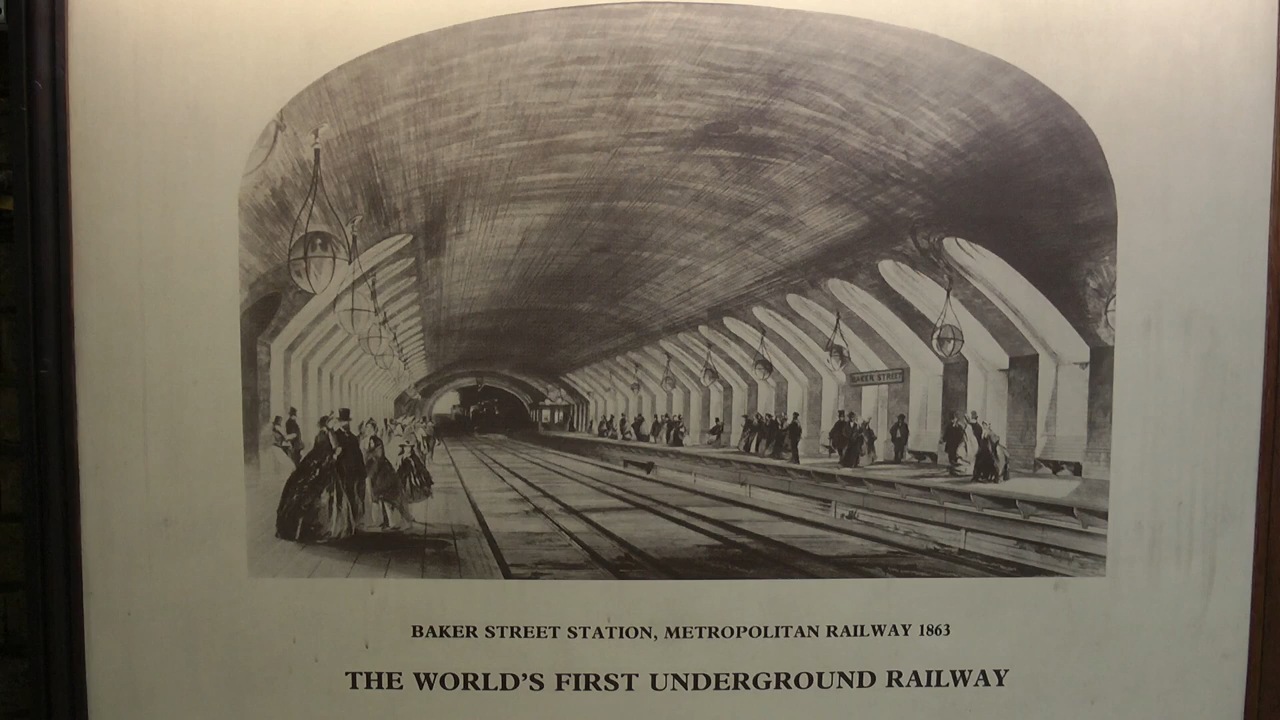 BAKER STREET
BAKER STREET STATION, METROPOLITAN RAILWAY 1863
THE WORLD'S FIRST UNDERGROUND RAILWAY